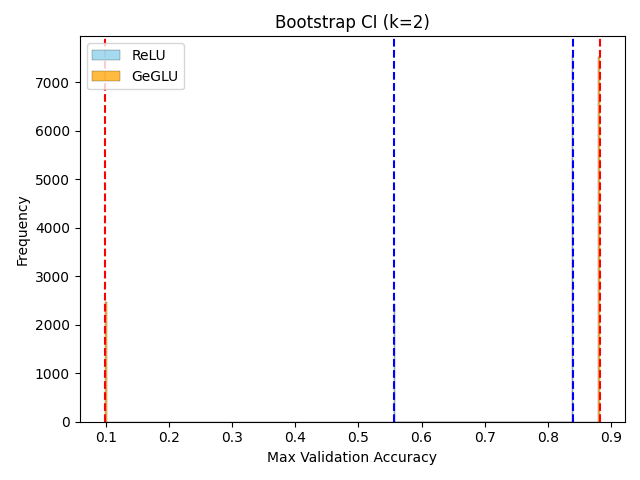 Bootstrap CI (k=2)
ReLU
GeGLU
Frequency
7000
6000
5000
4000
3000
2000
1000
0
0.1 0.2 0.3 0.4 0.5 0.6 0.7 0.8 0.9
Max Validation Accuracy